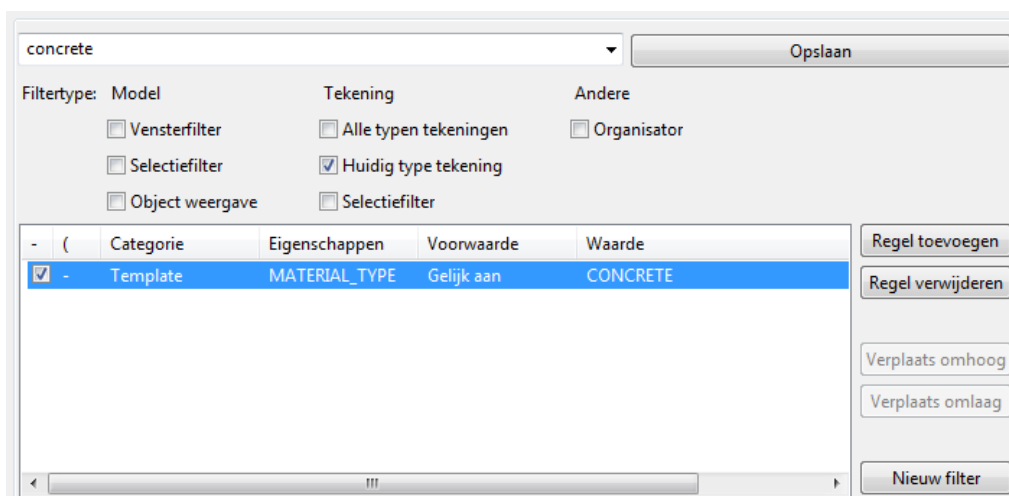 concrete Opslaan
Filtertype: Model Tekening Andere
Vensterfilter Alle typen tekeningen Organisator
Selectiefilter Huidig type tekening
Object weergave Selectiefilter
- ( Categorie Eigenschappen Voorwaarde Waarde Regel toevoegen
- Template MATERIAL_TYPE Gelijk aan CONCRETE Regel verwijderen
Verplaats omhoog
Verplaats omlaag
Nieuw filter